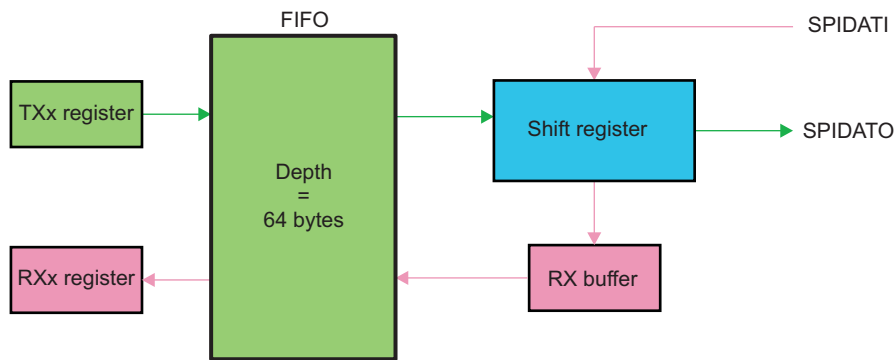 FIFO
SPIDATI
TXx register
Shift register
SPIDATO
Depth
=
64 bytes
RXx register
RX buffer